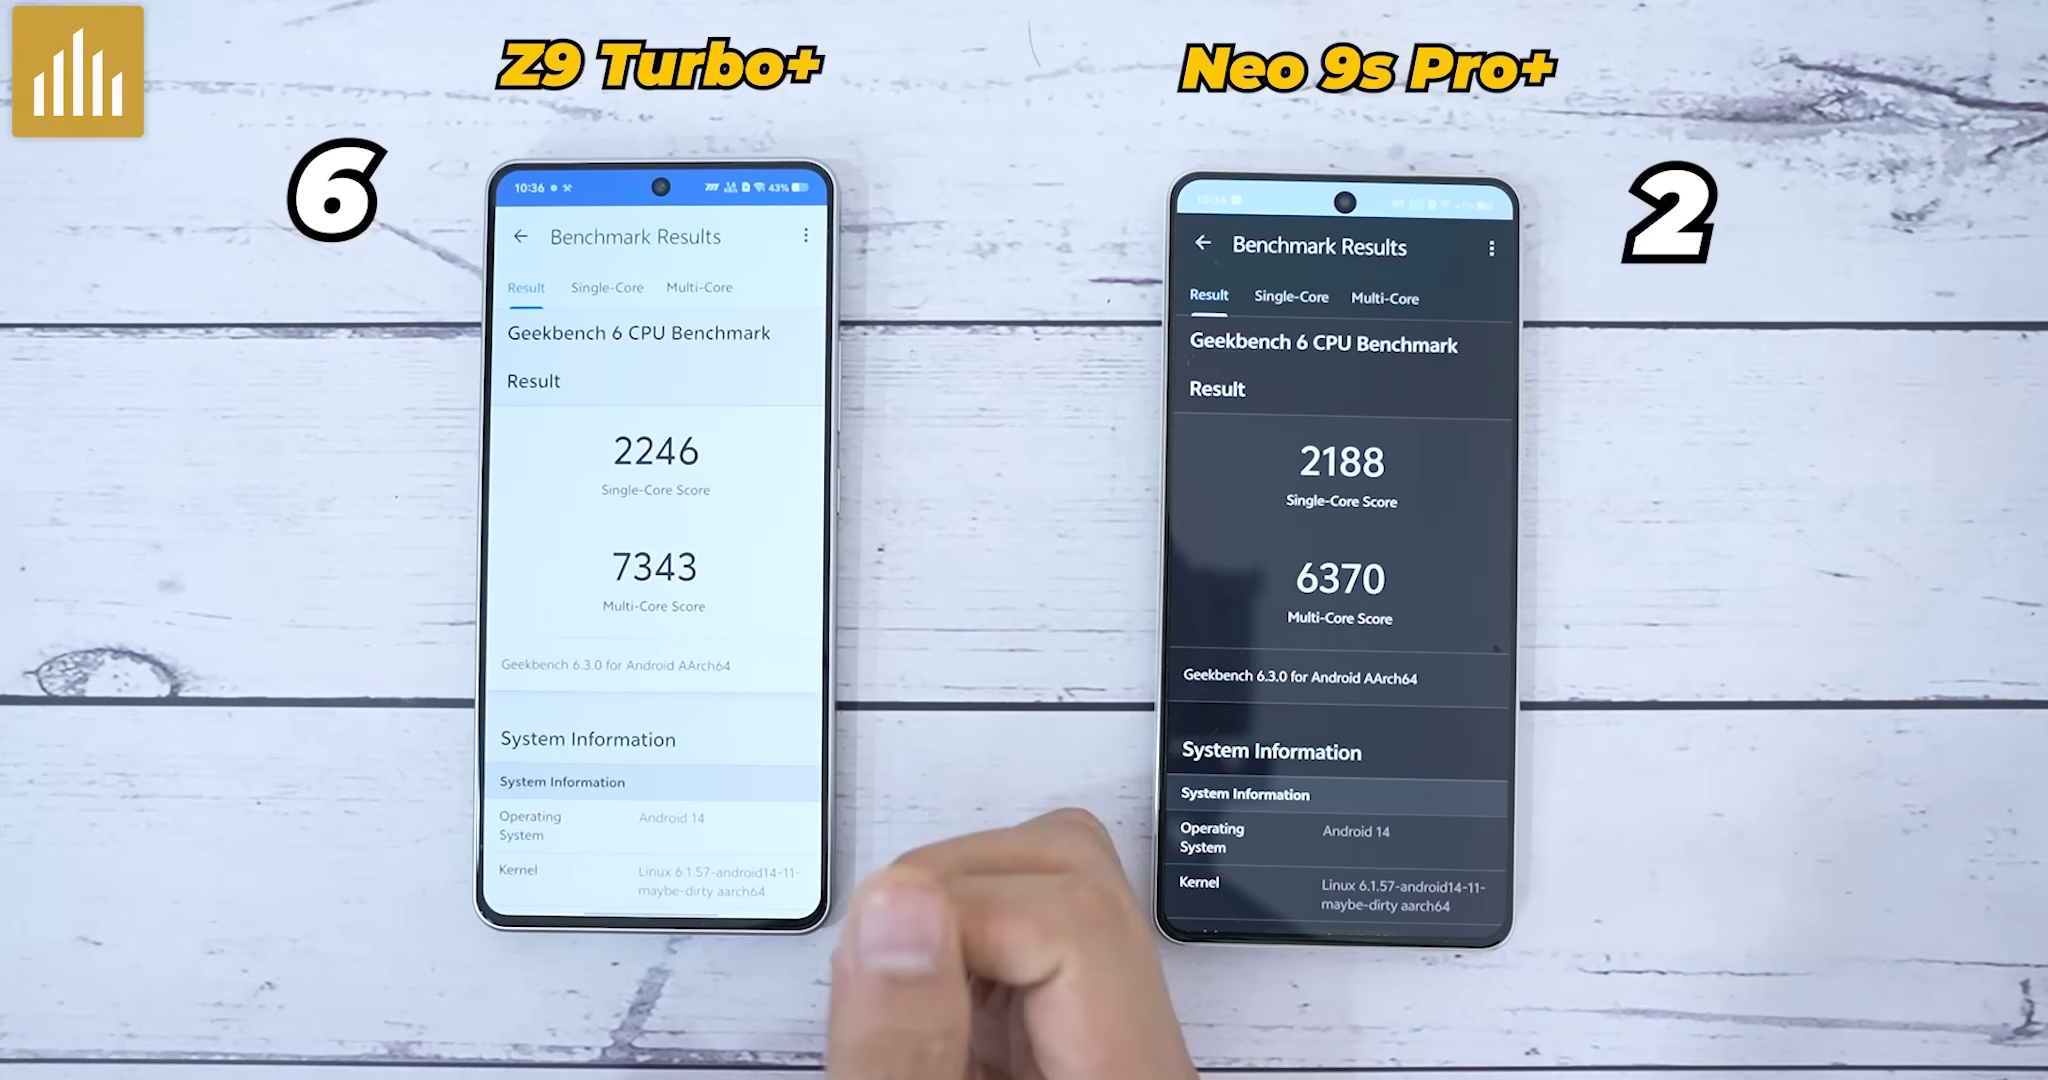 Z9 Turbo+
6
10:36
43%
Benchmark Results
Result Single-Core Multi-Core
Geekbench 6 CPU Benchmark
Result
2246
Single-Core Score
7343
Multi-Core Score
Geekbench 6.3.0 for Android AArch64
System Information
System Information
Operating System
Android 14
Kernel
Linux 6.1.57-android14-11-
maybe-dirty aarch64
Neo 9s Pro+
2
10:36
Benchmark Results
Result Single-Core Multi-Core
Geekbench 6 CPU Benchmark
Result
2188
Single-Core Score
6370
Multi-Core Score
Geekbench 6.3.0 for Android AArch64
System Information
System Information
Operating System
Android 14
Kernel
Linux 6.1.57-android14-11-
maybe-dirty aarch64